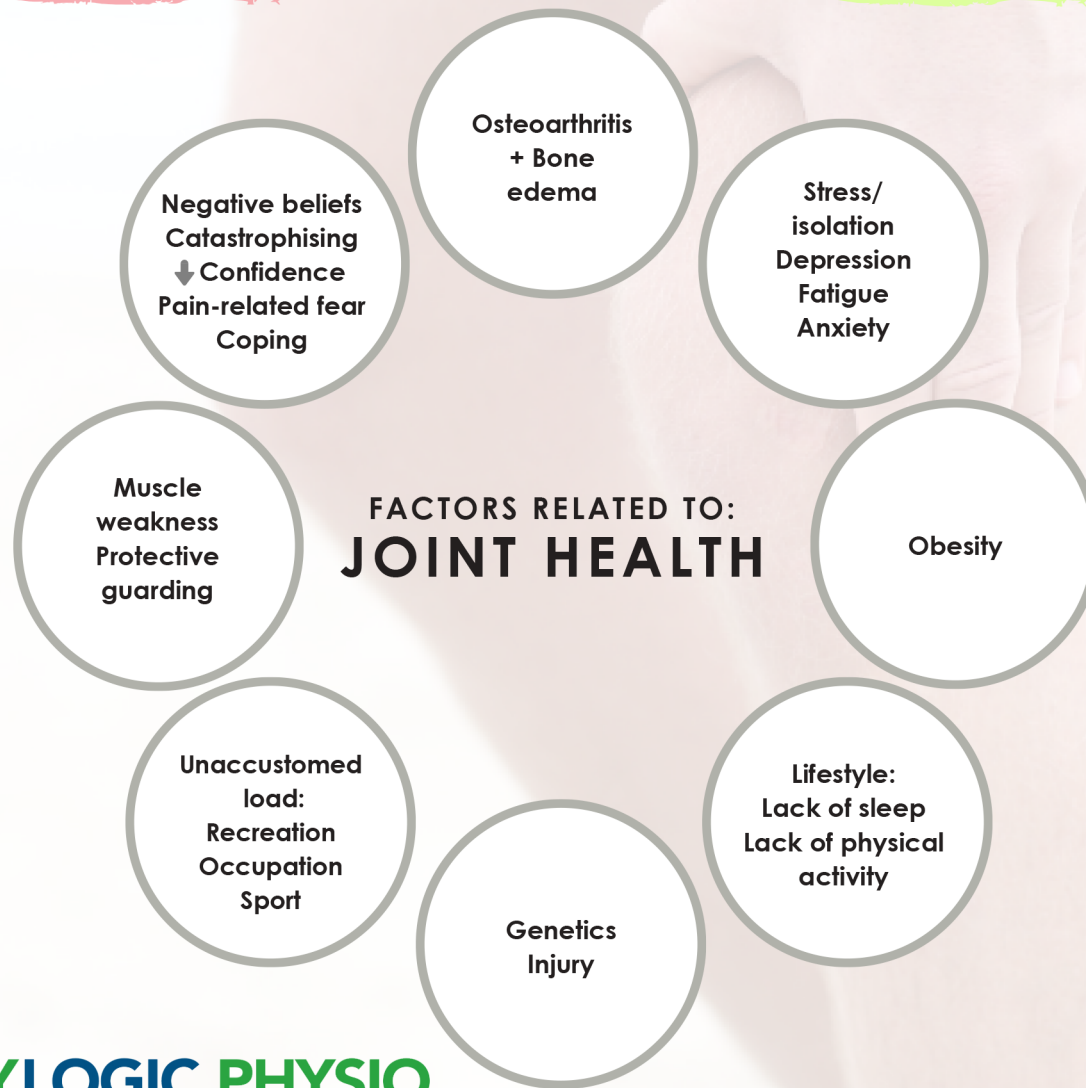 Osteoarthritis
+ Bone
edema
Stress/
isolation
Depression
Fatigue
Anxiety
Obesity
Lifestyle:
Lack of sleep
Lack of physical
activity
Genetics
Injury
Unaccustomed
load:
Recreation
Occupation
Sport
Muscle
weakness
Protective
guarding
Negative beliefs
Catastrophising
Confidence
Pain-related fear
Coping
FACTORS RELATED TO:
JOINT HEALTH
LOGIC PHYSIO